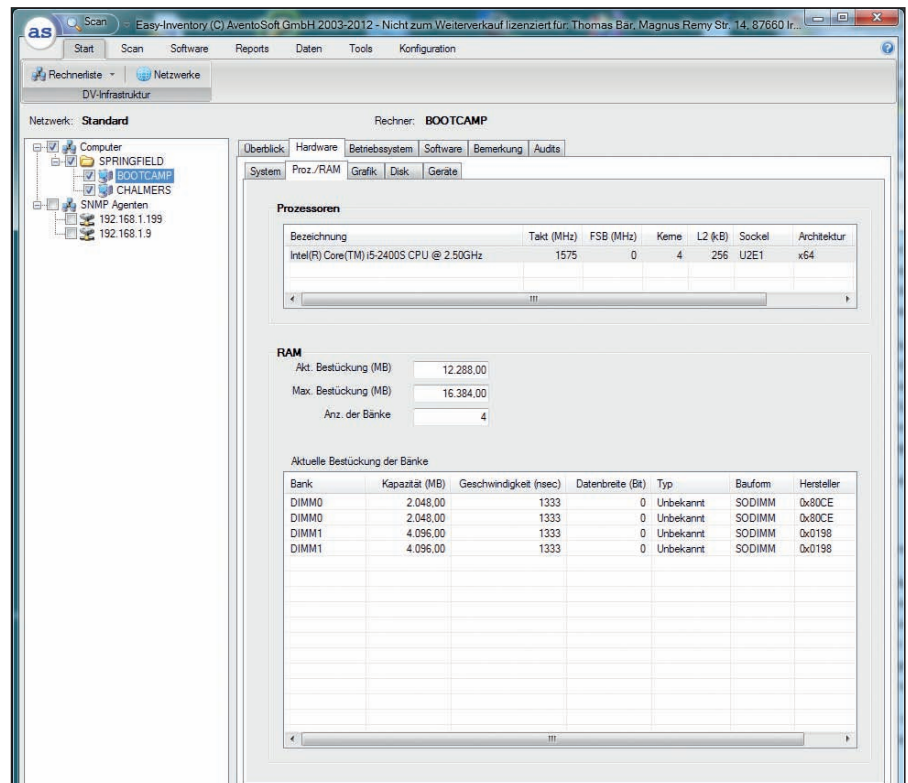 as Scan Easy-Inventory (C) AventoSoft GmbH 2003-2012 - Nicht zum Weiterverkauf lizenziert für: Thomas Bär, Magnus Remy Str. 14, 87660 Ir...
Start Scan Software Reports Daten Tools Konfiguration
Rechnerliste Netzwerke
DV-Infrastruktur
Netzwerk: Standard Rechner: BOOTCAMP
Computer
SPRINGFIELD
BOOTCAMP
CHALMERS
SNMP Agenten
192.168.1.199
192.168.1.9
Überblick Hardware Betriebssystem Software Bemerkung Audits
System Proz./RAM Grafik Disk Geräte
Prozessoren
Bezeichnung Takt (MHz) FSB (MHz) Kerne L2 (kB) Sockel Architektur
Intel(R) Core(TM) i5-2400S CPU @ 2.50GHz 1575 0 4 256 U2E1 x64
RAM
Akt. Bestückung (MB) 12.288,00
Max. Bestückung (MB) 16.384,00
Anz. der Bänke 4
Aktuelle Bestückung der Bänke
Bank Kapazität (MB) Geschwindigkeit (nsec) Datenbreite (Bit) Typ Bauform Hersteller
DIMM0 2.048,00 1333 0 Unbekannt SODIMM 0x80CE
DIMM0 2.048,00 1333 0 Unbekannt SODIMM 0x80CE
DIMM1 4.096,00 1333 0 Unbekannt SODIMM 0x0198
DIMM1 4.096,00 1333 0 Unbekannt SODIMM 0x0198